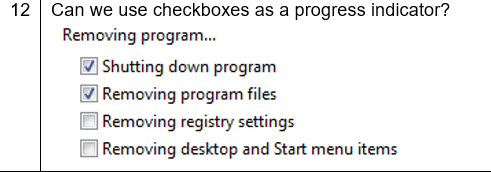 12 Can we use checkboxes as a progress indicator?
Removing program...
Shutting down program
Removing program files
Removing registry settings
Removing desktop and Start menu items